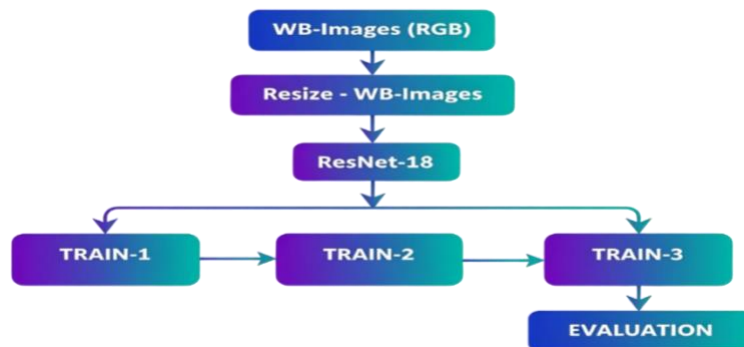 WB-Images (RGB)
Resize - WB-Images
ResNet-18
TRAIN-1
TRAIN-2
TRAIN-3
EVALUATION